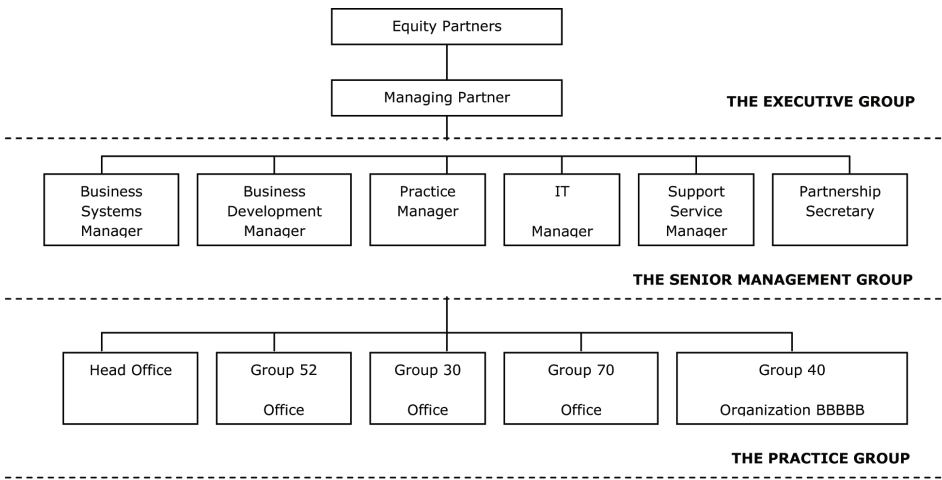 Equity Partners
Managing Partner
THE EXECUTIVE GROUP
Business
Systems
Manager
Business
Development
Manager
Practice
Manager
IT
Manager
Support
Service
Manager
Partnership
Secretary
THE SENIOR MANAGEMENT GROUP
Head Office
Group 52
Office
Group 30
Office
Group 70
Office
Group 40
Organization BBBBB
THE PRACTICE GROUP